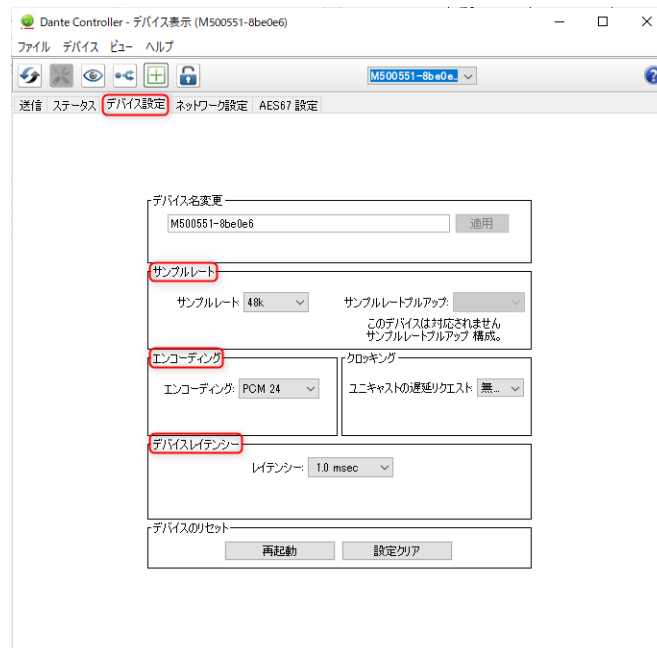 Dante Controller - デバイス表示 (M500551-8be0e6)
ファイル デバイス ビュー ヘルプ
M500551-8be0e..
送信 ステータス デバイス設定 ネットワーク設定 AES67 設定
デバイス名変更
M500551-8be0e6 適用
サンプルレート
サンプルレート: 48k サンプルレートプルアップ:
このデバイスは対応されません
サンプルレートプルアップ 構成。
エンコーディング クロッキング
エンコーディング: PCM 24 ユニキャストの遅延リクエスト: 無...
デバイスレイテンシー
レイテンシー: 1.0 msec
デバイスのリセット
再起動 設定クリア